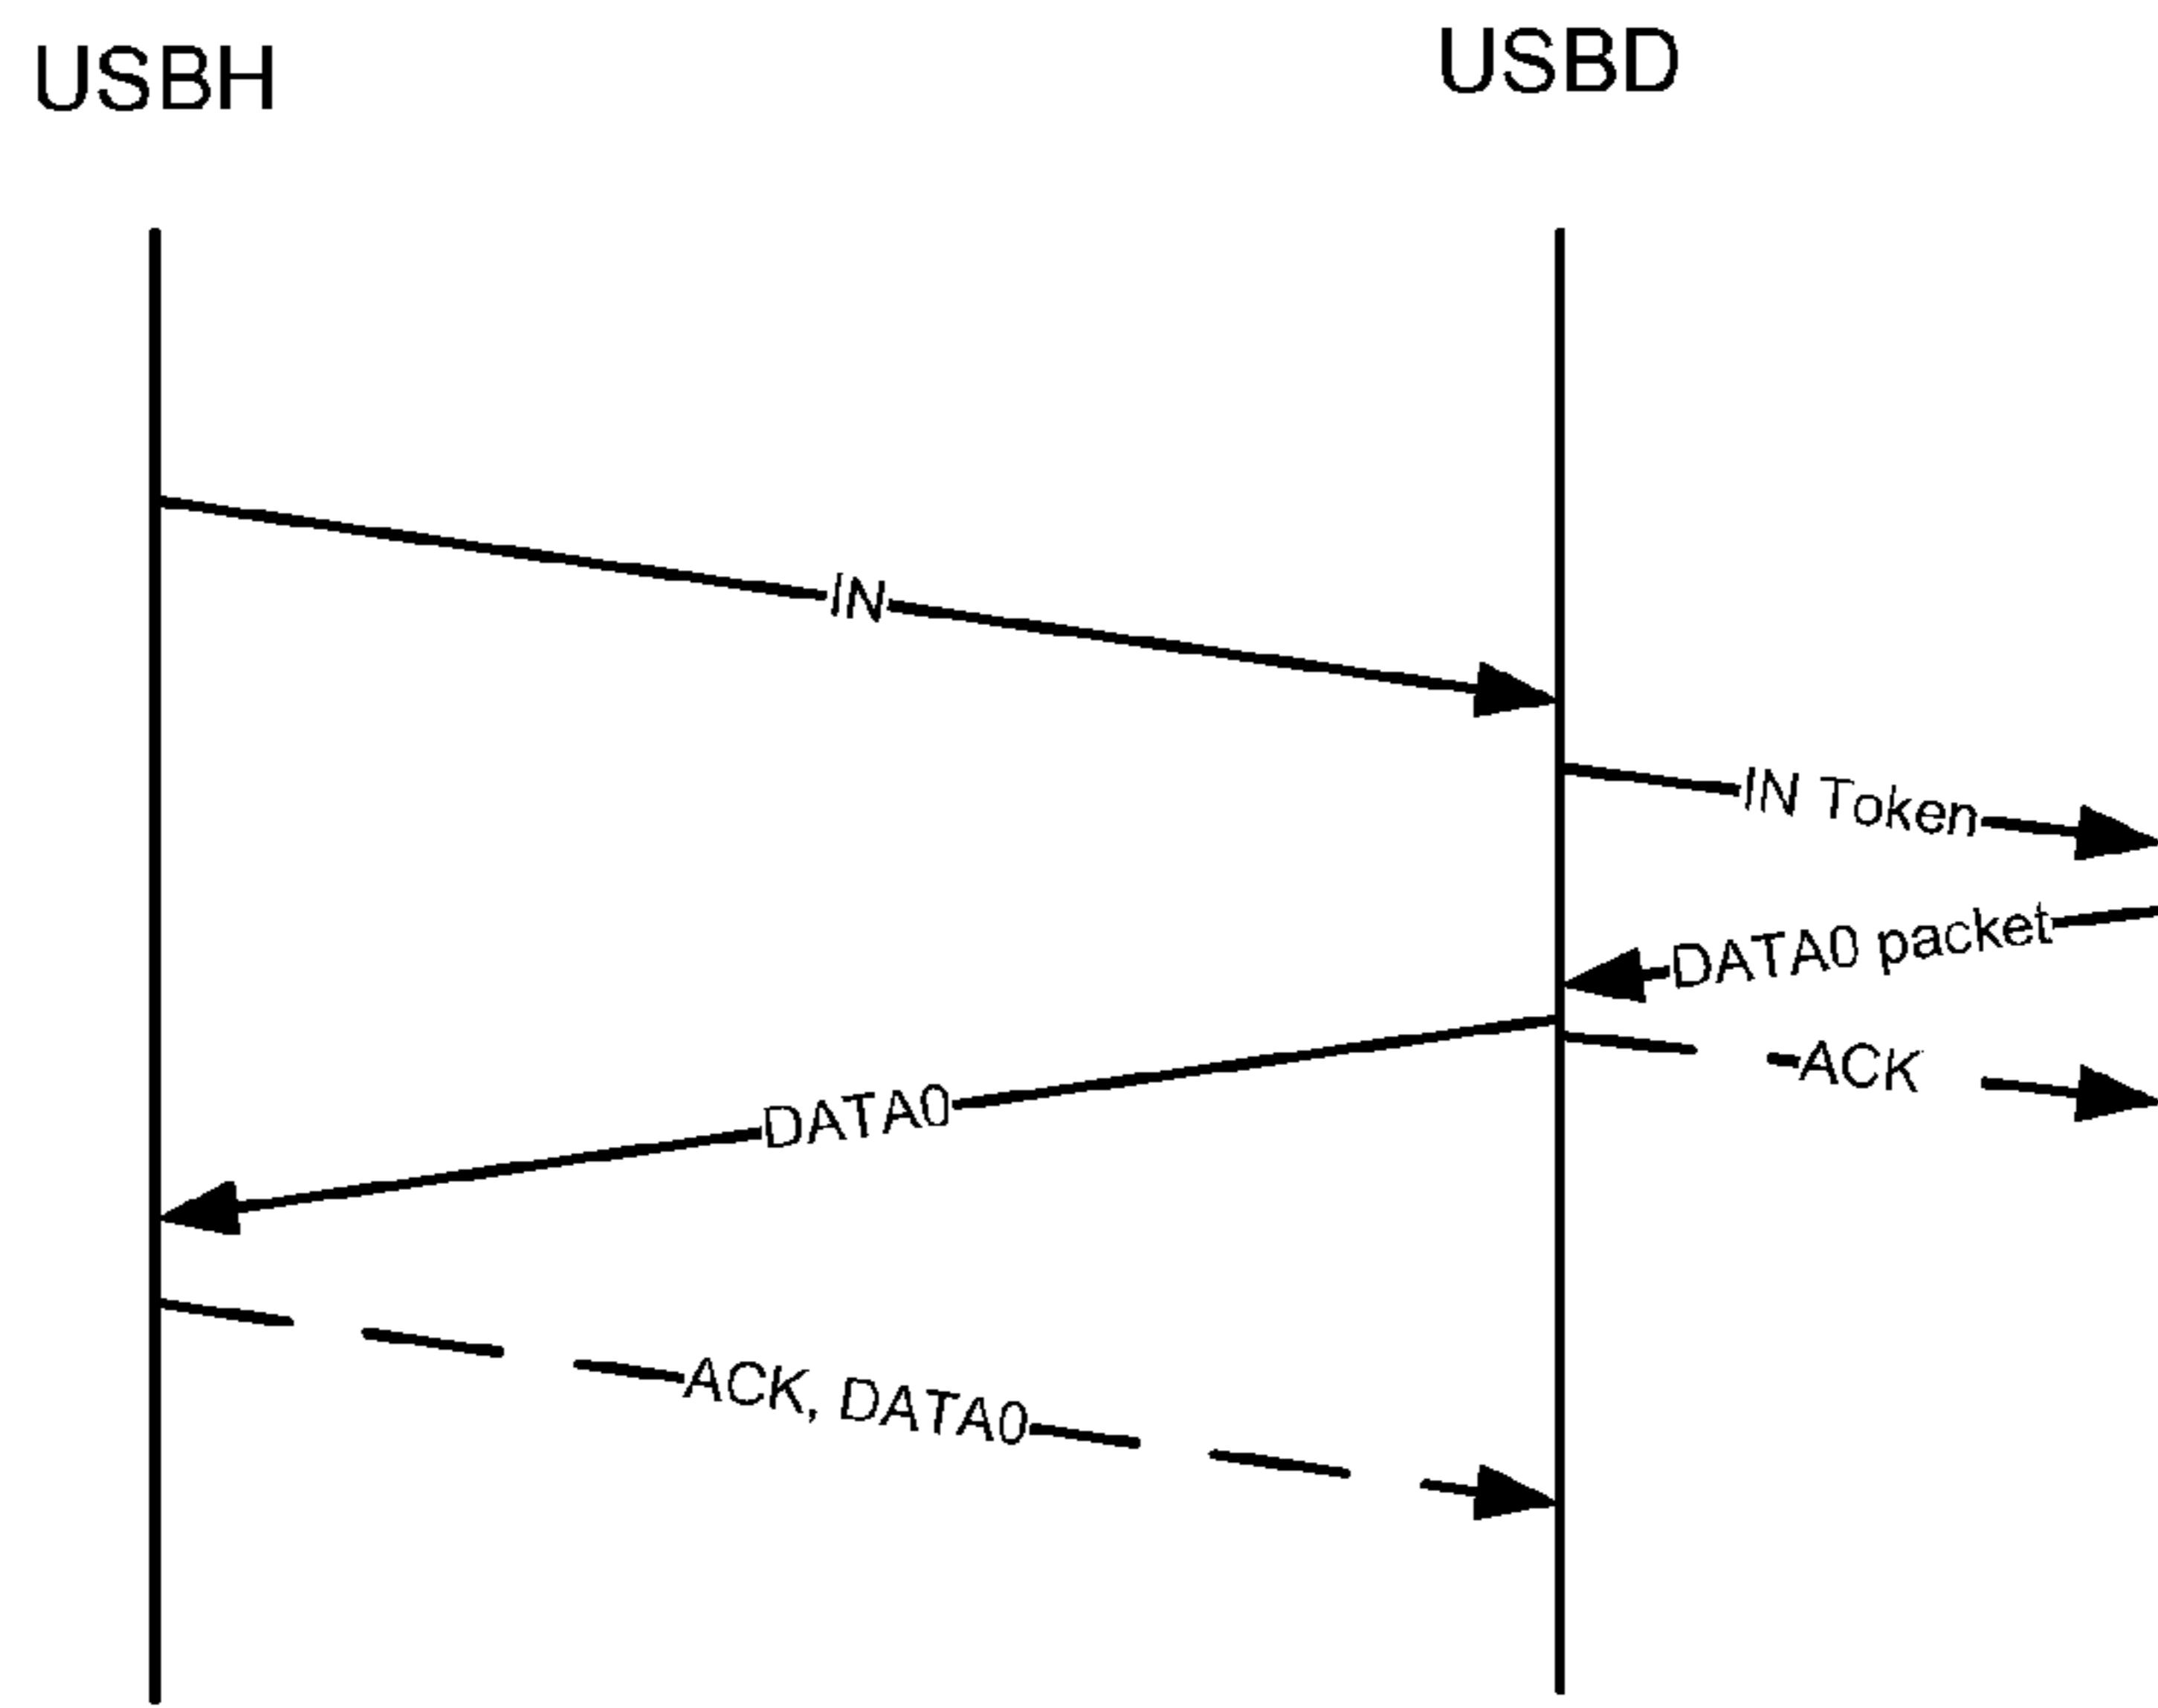 USBH
USBD
IN
IN Token
DATA0 packet
ACK
DATA0
ACK, DATA0